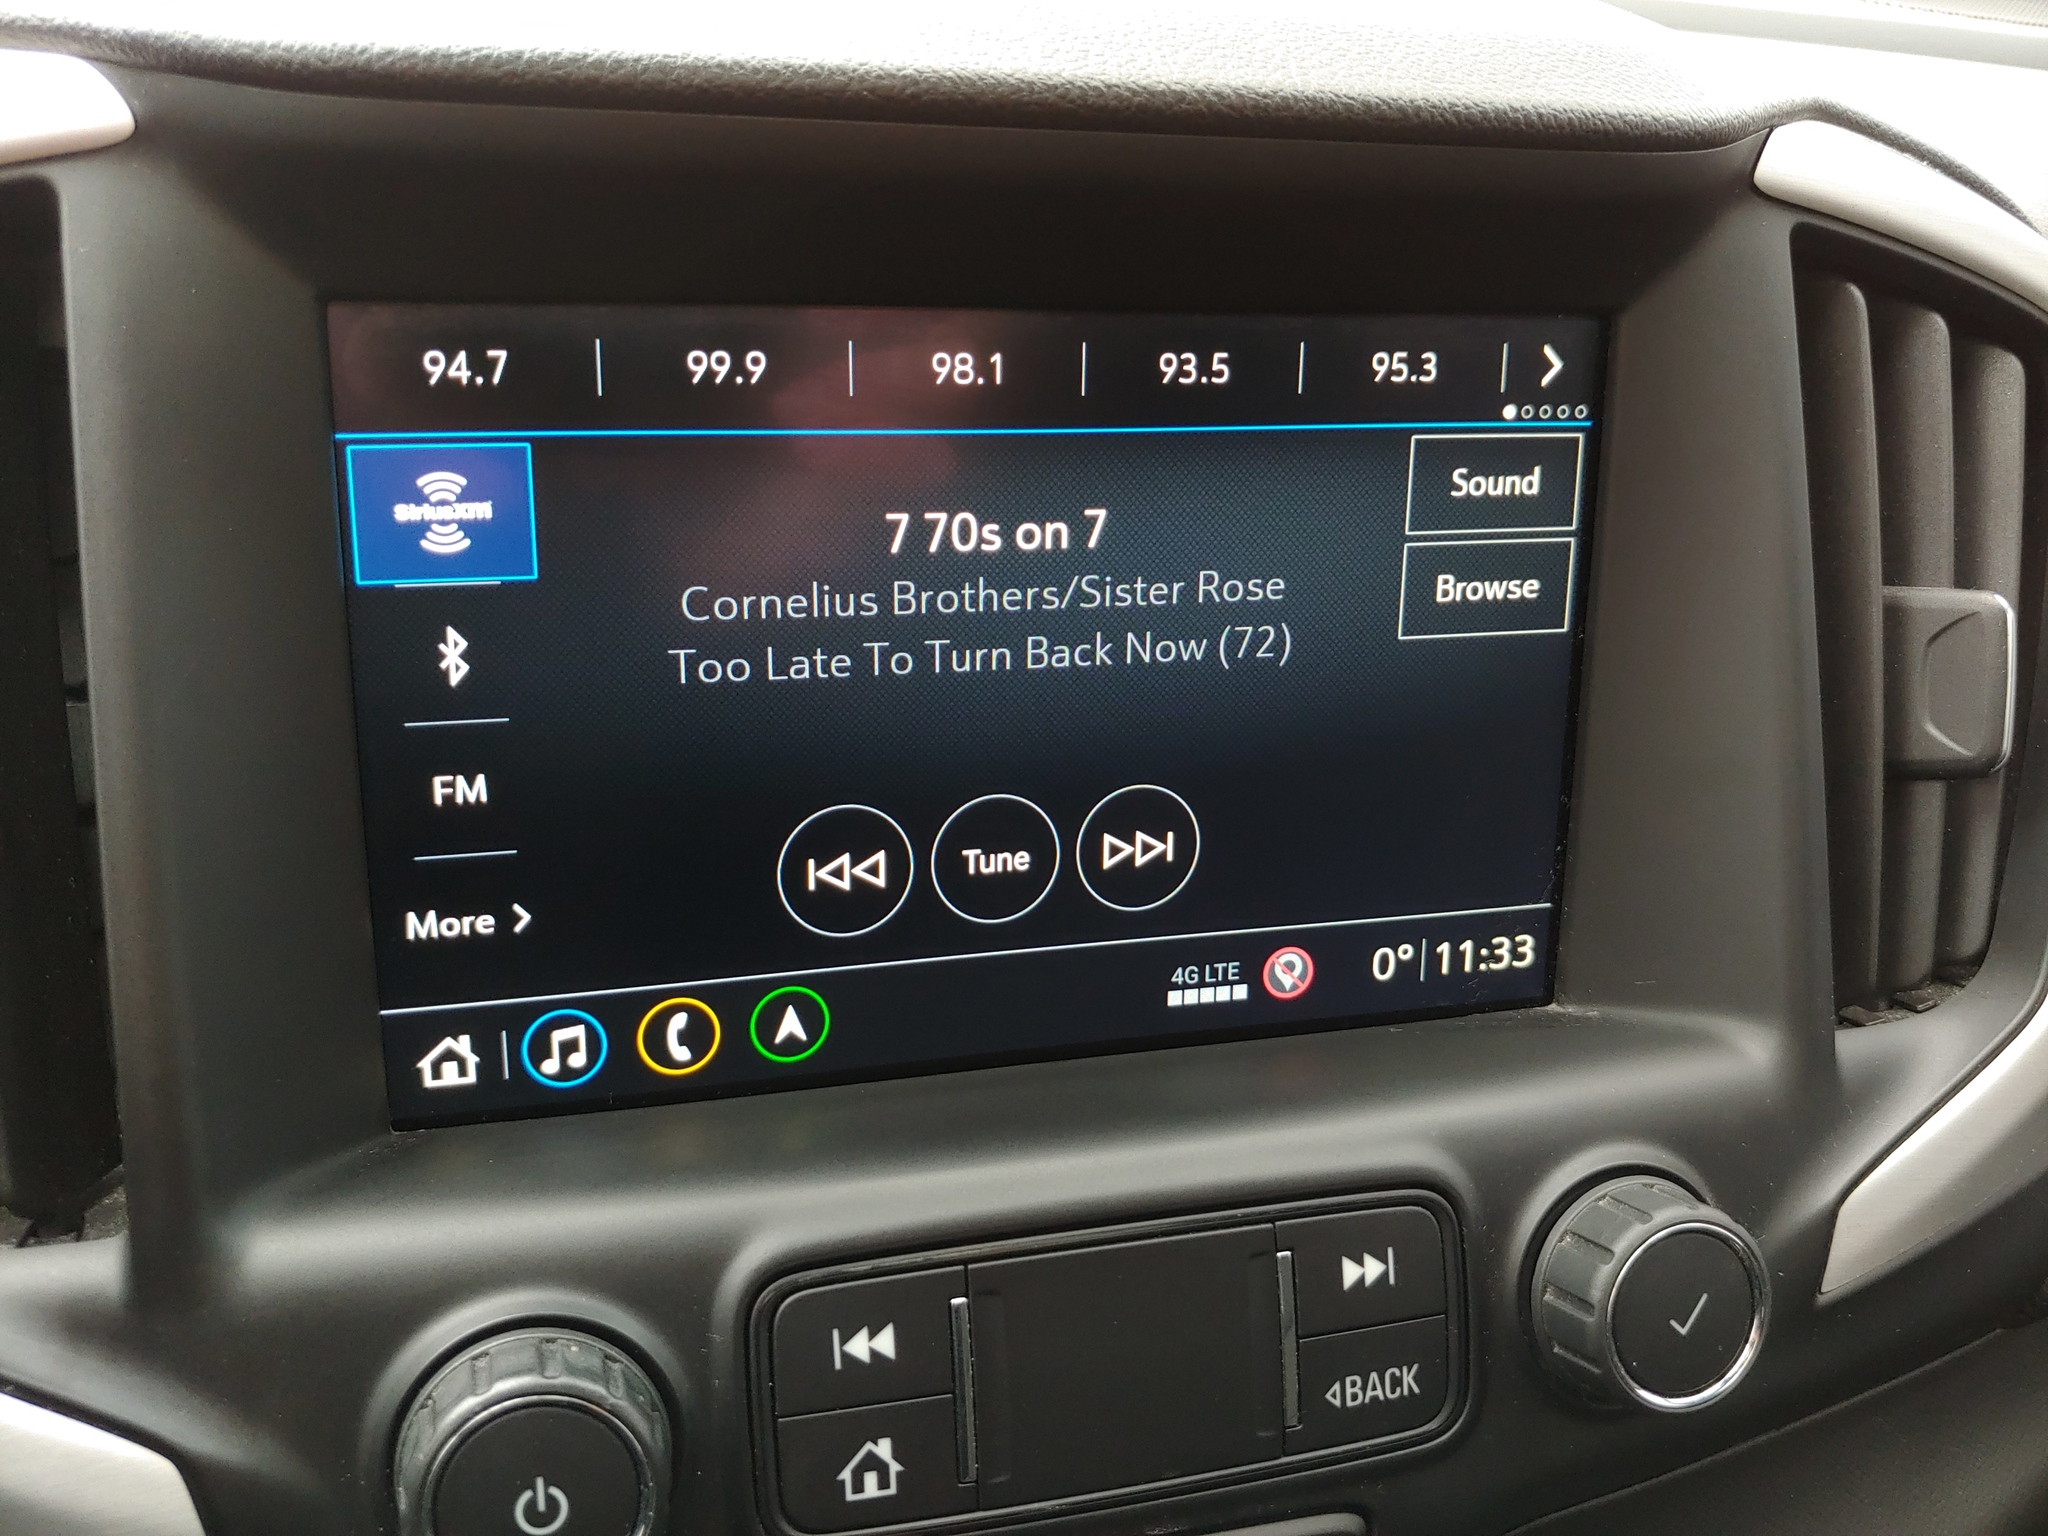 94.7 | 99.9 | 98.1 | 93.5 | 95.3
SiriusXM
Sound
7 70s on 7
Cornelius Brothers/Sister Rose
Browse
Too Late To Turn Back Now (72)
FM
Tune
More
4G LTE
0° | 11:33
BACK